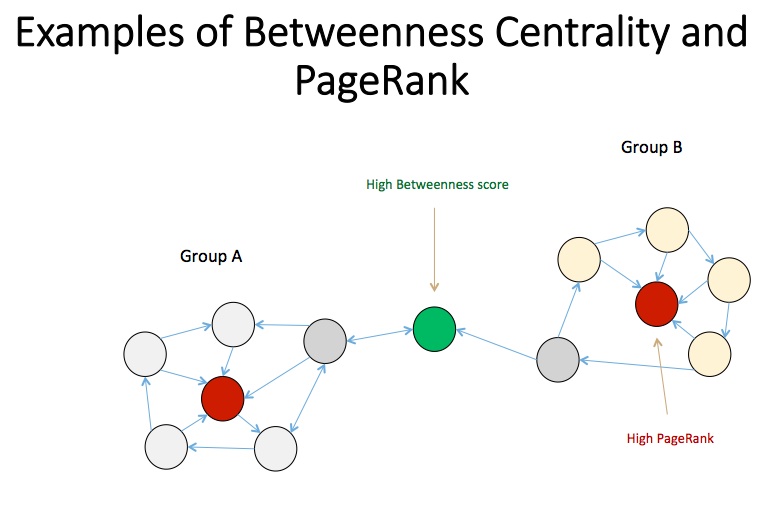 Examples of Betweenness Centrality and
PageRank
Group B
High Betweenness score
Group A
High PageRank